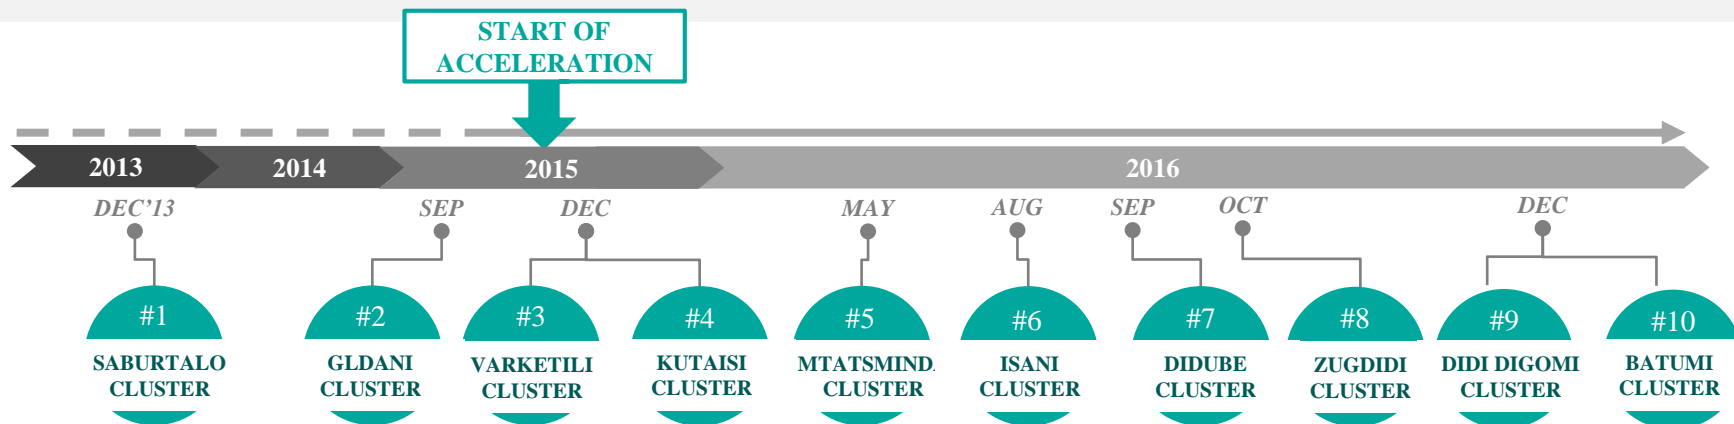 START OF
ACCELERATION
2013
2014
2015
2016
DEC'13
SEP
DEC
MAY
AUG
SEP
OCT
DEC
#1
SABURTALO
CLUSTER
#2
GLDANI
CLUSTER
#3
VARKETILI
CLUSTER
#4
KUTAISI
CLUSTER
#5
MTATSMIND
CLUSTER
#6
ISANI
CLUSTER
#7
DIDUBE
CLUSTER
#8
ZUGDIDI
CLUSTER
#9
DIDI DIGOMI
CLUSTER
#10
BATUMI
CLUSTER